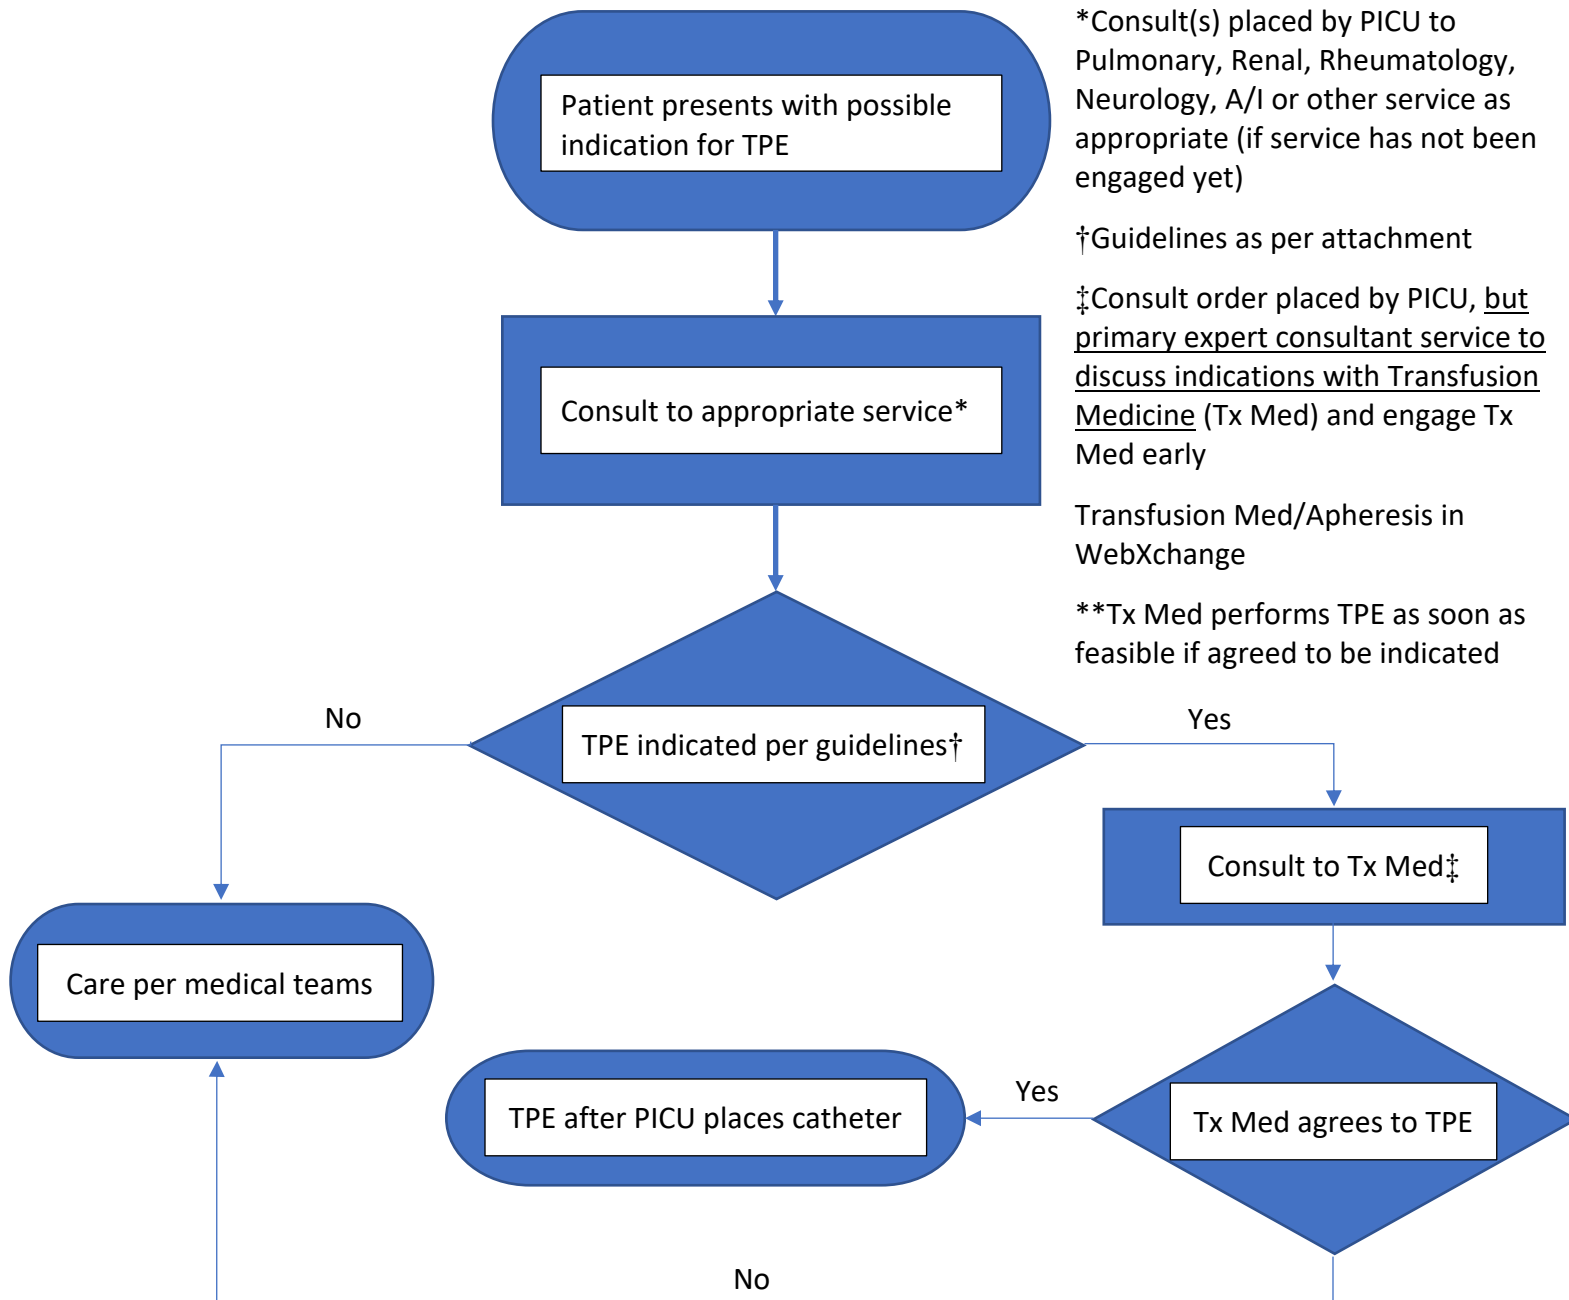 Patient presents with possible
indication for TPE
*Consult(s) placed by PICU to
Pulmonary, Renal, Rheumatology,
Neurology, A/I or other service as
appropriate (if service has not been
engaged yet)
†Guidelines as per attachment
‡Consult order placed by PICU, but
primary expert consultant service to
discuss indications with Transfusion
Medicine (Tx Med) and engage Tx
Med early
Transfusion Med/Apheresis in
WebXchange
**Tx Med performs TPE as soon as
feasible if agreed to be indicated
Consult to appropriate service*
No
TPE indicated per guidelines†
Yes
Consult to Tx Med‡
Care per medical teams
TPE after PICU places catheter
Yes
Tx Med agrees to TPE
No